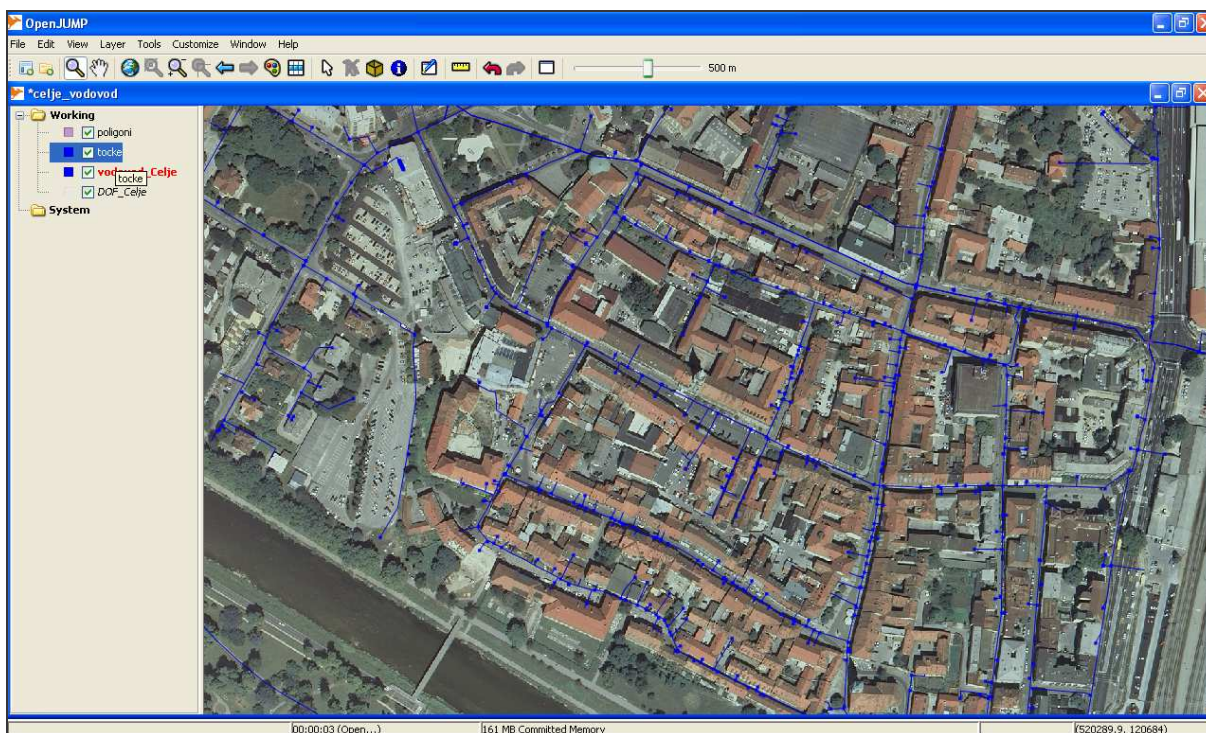 OpenJUMP
File Edit View Layer Tools Customize Window Help
500 m
*celje_vodovod
Working
poligoni
tocke
vodovod_Celje
tocke
DOF_Celje
System
00:00:03 (Open...) 161 MB Committed Memory (520289.9, 120684)